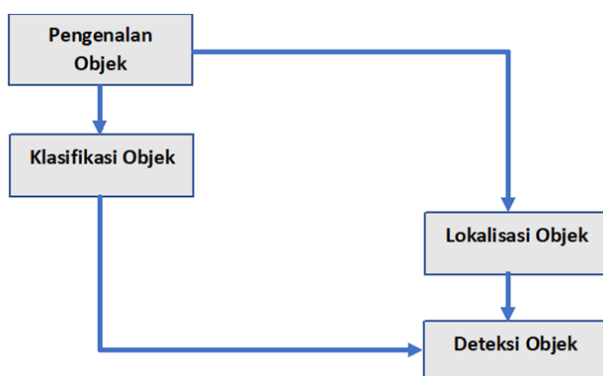 Pengenalan
Objek
Klasifikasi Objek
Lokalisasi Objek
Deteksi Objek